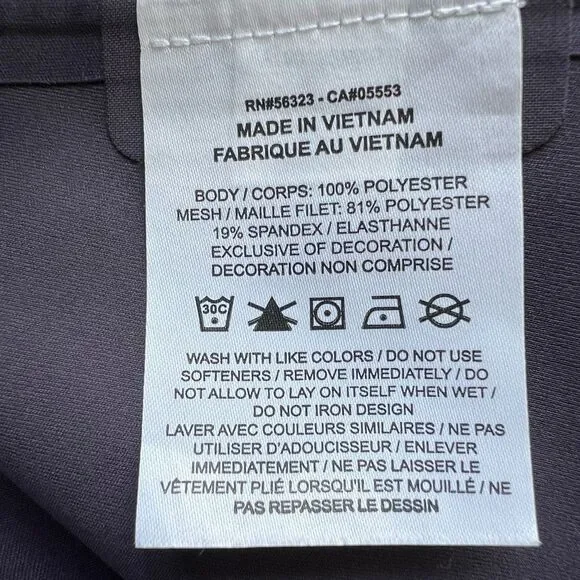 RN#56323 - CA#05553
MADE IN VIETNAM
FABRIQUE AU VIETNAM
BODY / CORPS: 100% POLYESTER
MESH / MAILLE FILET: 81% POLYESTER
19% SPANDEX / ELASTHANNE
EXCLUSIVE OF DECORATION /
DECORATION NON COMPRISE
30C
WASH WITH LIKE COLORS / DO NOT USE
SOFTENERS / REMOVE IMMEDIATELY / DO
NOT ALLOW TO LAY ON ITSELF WHEN WET /
DO NOT IRON DESIGN
LAVER AVEC COULEURS SIMILAIRES / NE PAS
UTILISER D'ADOUCISSEUR / ENLEVER
IMMEDIATEMENT / NE PAS LAISSER LE
VÊTEMENT PLIÉ LORSQU'IL EST MOUILLÉ / NE
PAS REPASSER LE DESSIN